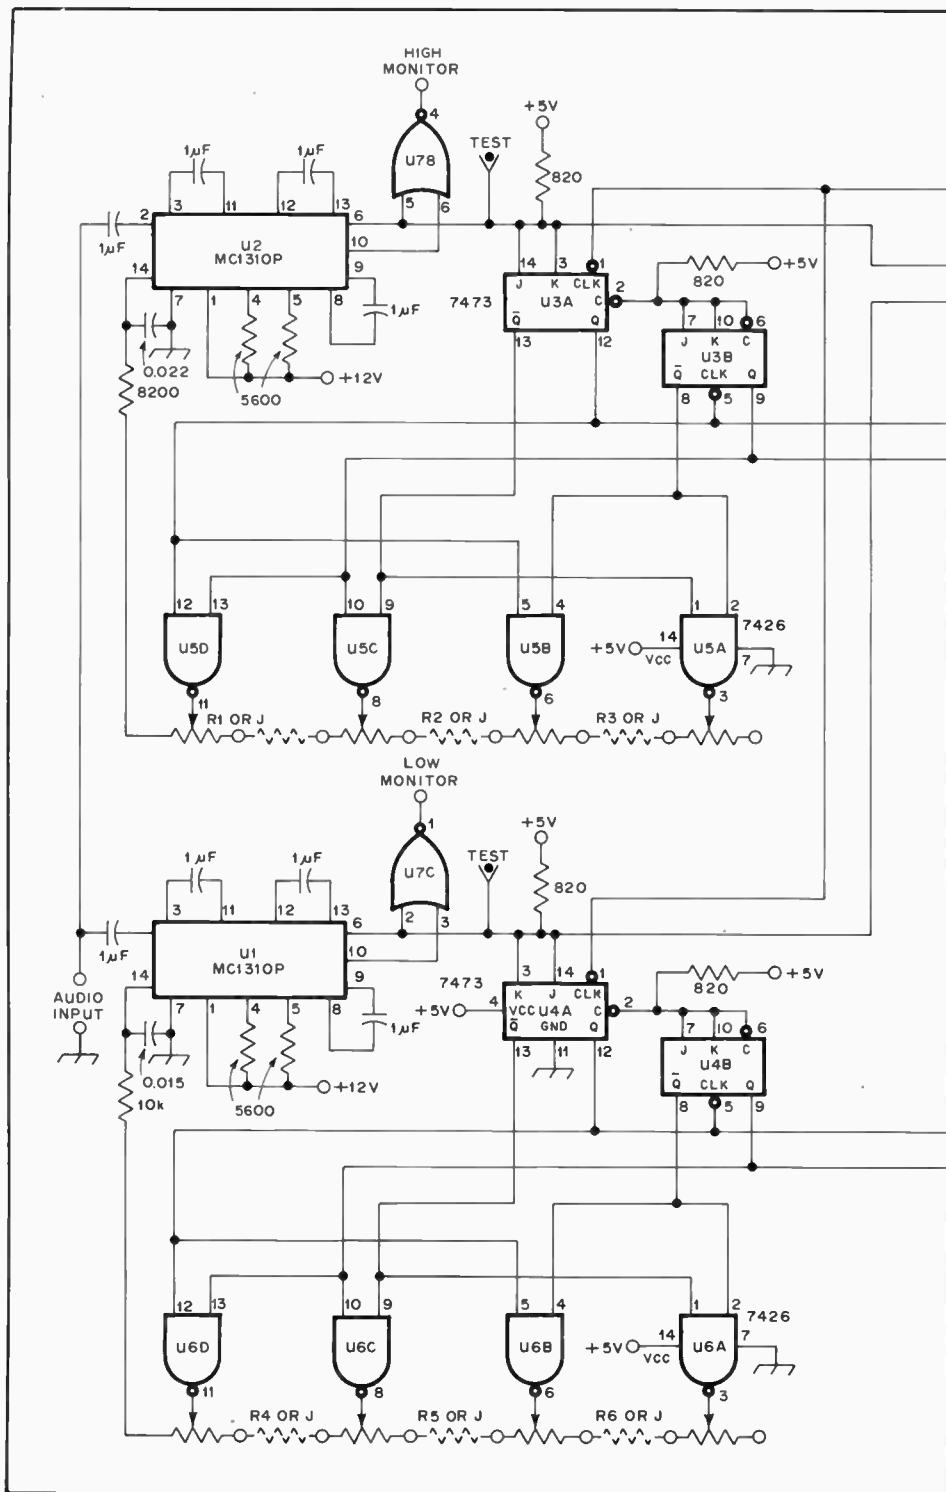 HIGH
MONITOR
4
U78
5
6
TEST
+5V
820
1µF
1µF
3
11
12
13
2
6
1µF
U2
MC1310P
10
14
9
7
1
4
5
8
1µF
0.022
8200
5600
+12V
14
3
1
J
K
CLK
7473
U3A
C
2
Q̅
Q
13
12
820
+5V
7
10
6
J
K
C
U3B
Q̅
CLK
Q
8
5
9
12
13
10
9
5
4
1
2
7426
U5D
U5C
U5B
+5V
14
VCC
U5A
7
11
8
6
3
R1 OR J
R2 OR J
R3 OR J
LOW
MONITOR
1
U7C
2
3
TEST
+5V
820
1µF
1µF
3
11
12
13
6
1µF
U1
MC1310P
10
14
9
AUDIO
INPUT
7
1
4
5
8
1µF
0.015
10k
5600
+12V
3
14
1
7473
K
J
CLK
+5V
4
VCC
U4A
C
2
Q̅
GND
Q
13
11
12
820
+5V
7
10
6
J
K
C
U4B
Q̅
CLK
Q
8
5
9
12
13
10
9
5
4
1
2
7426
U6D
U6C
U6B
+5V
14
VCC
U6A
7
11
8
6
3
R4 OR J
R5 OR J
R6 OR J